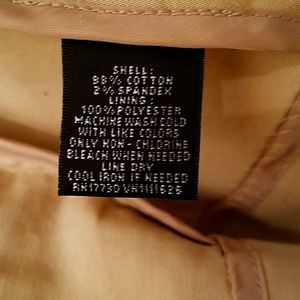 SHELL:
98% COTTON
2% SPANDEX
LINING:
100% POLYESTER
MACHINE WASH COLD
WITH LIKE COLORS
ONLY NON-CHLORINE
BLEACH WHEN NEEDED
LINE DRY
COOL IRON IF NEEDED
RN17730 VN1111525